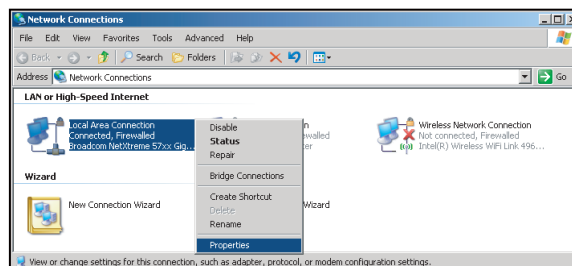 Network Connections
File Edit View Favorites Tools Advanced Help
Back Search Folders
Address Network Connections Go
LAN or High-Speed Internet
Local Area Connection
Connected, Firewalled
Broadcom NetXtreme 57xx Gig...
Disable
Status
Repair
Bridge Connections
Create Shortcut
Delete
Rename
Properties
n
ewalled
ter
Wireless Network Connection
Not connected, Firewalled
Intel(R) Wireless WiFi Link 496...
Wizard
New Connection Wizard
Wizard
View or change settings for this connection, such as adapter, protocol, or modem configuration settings.